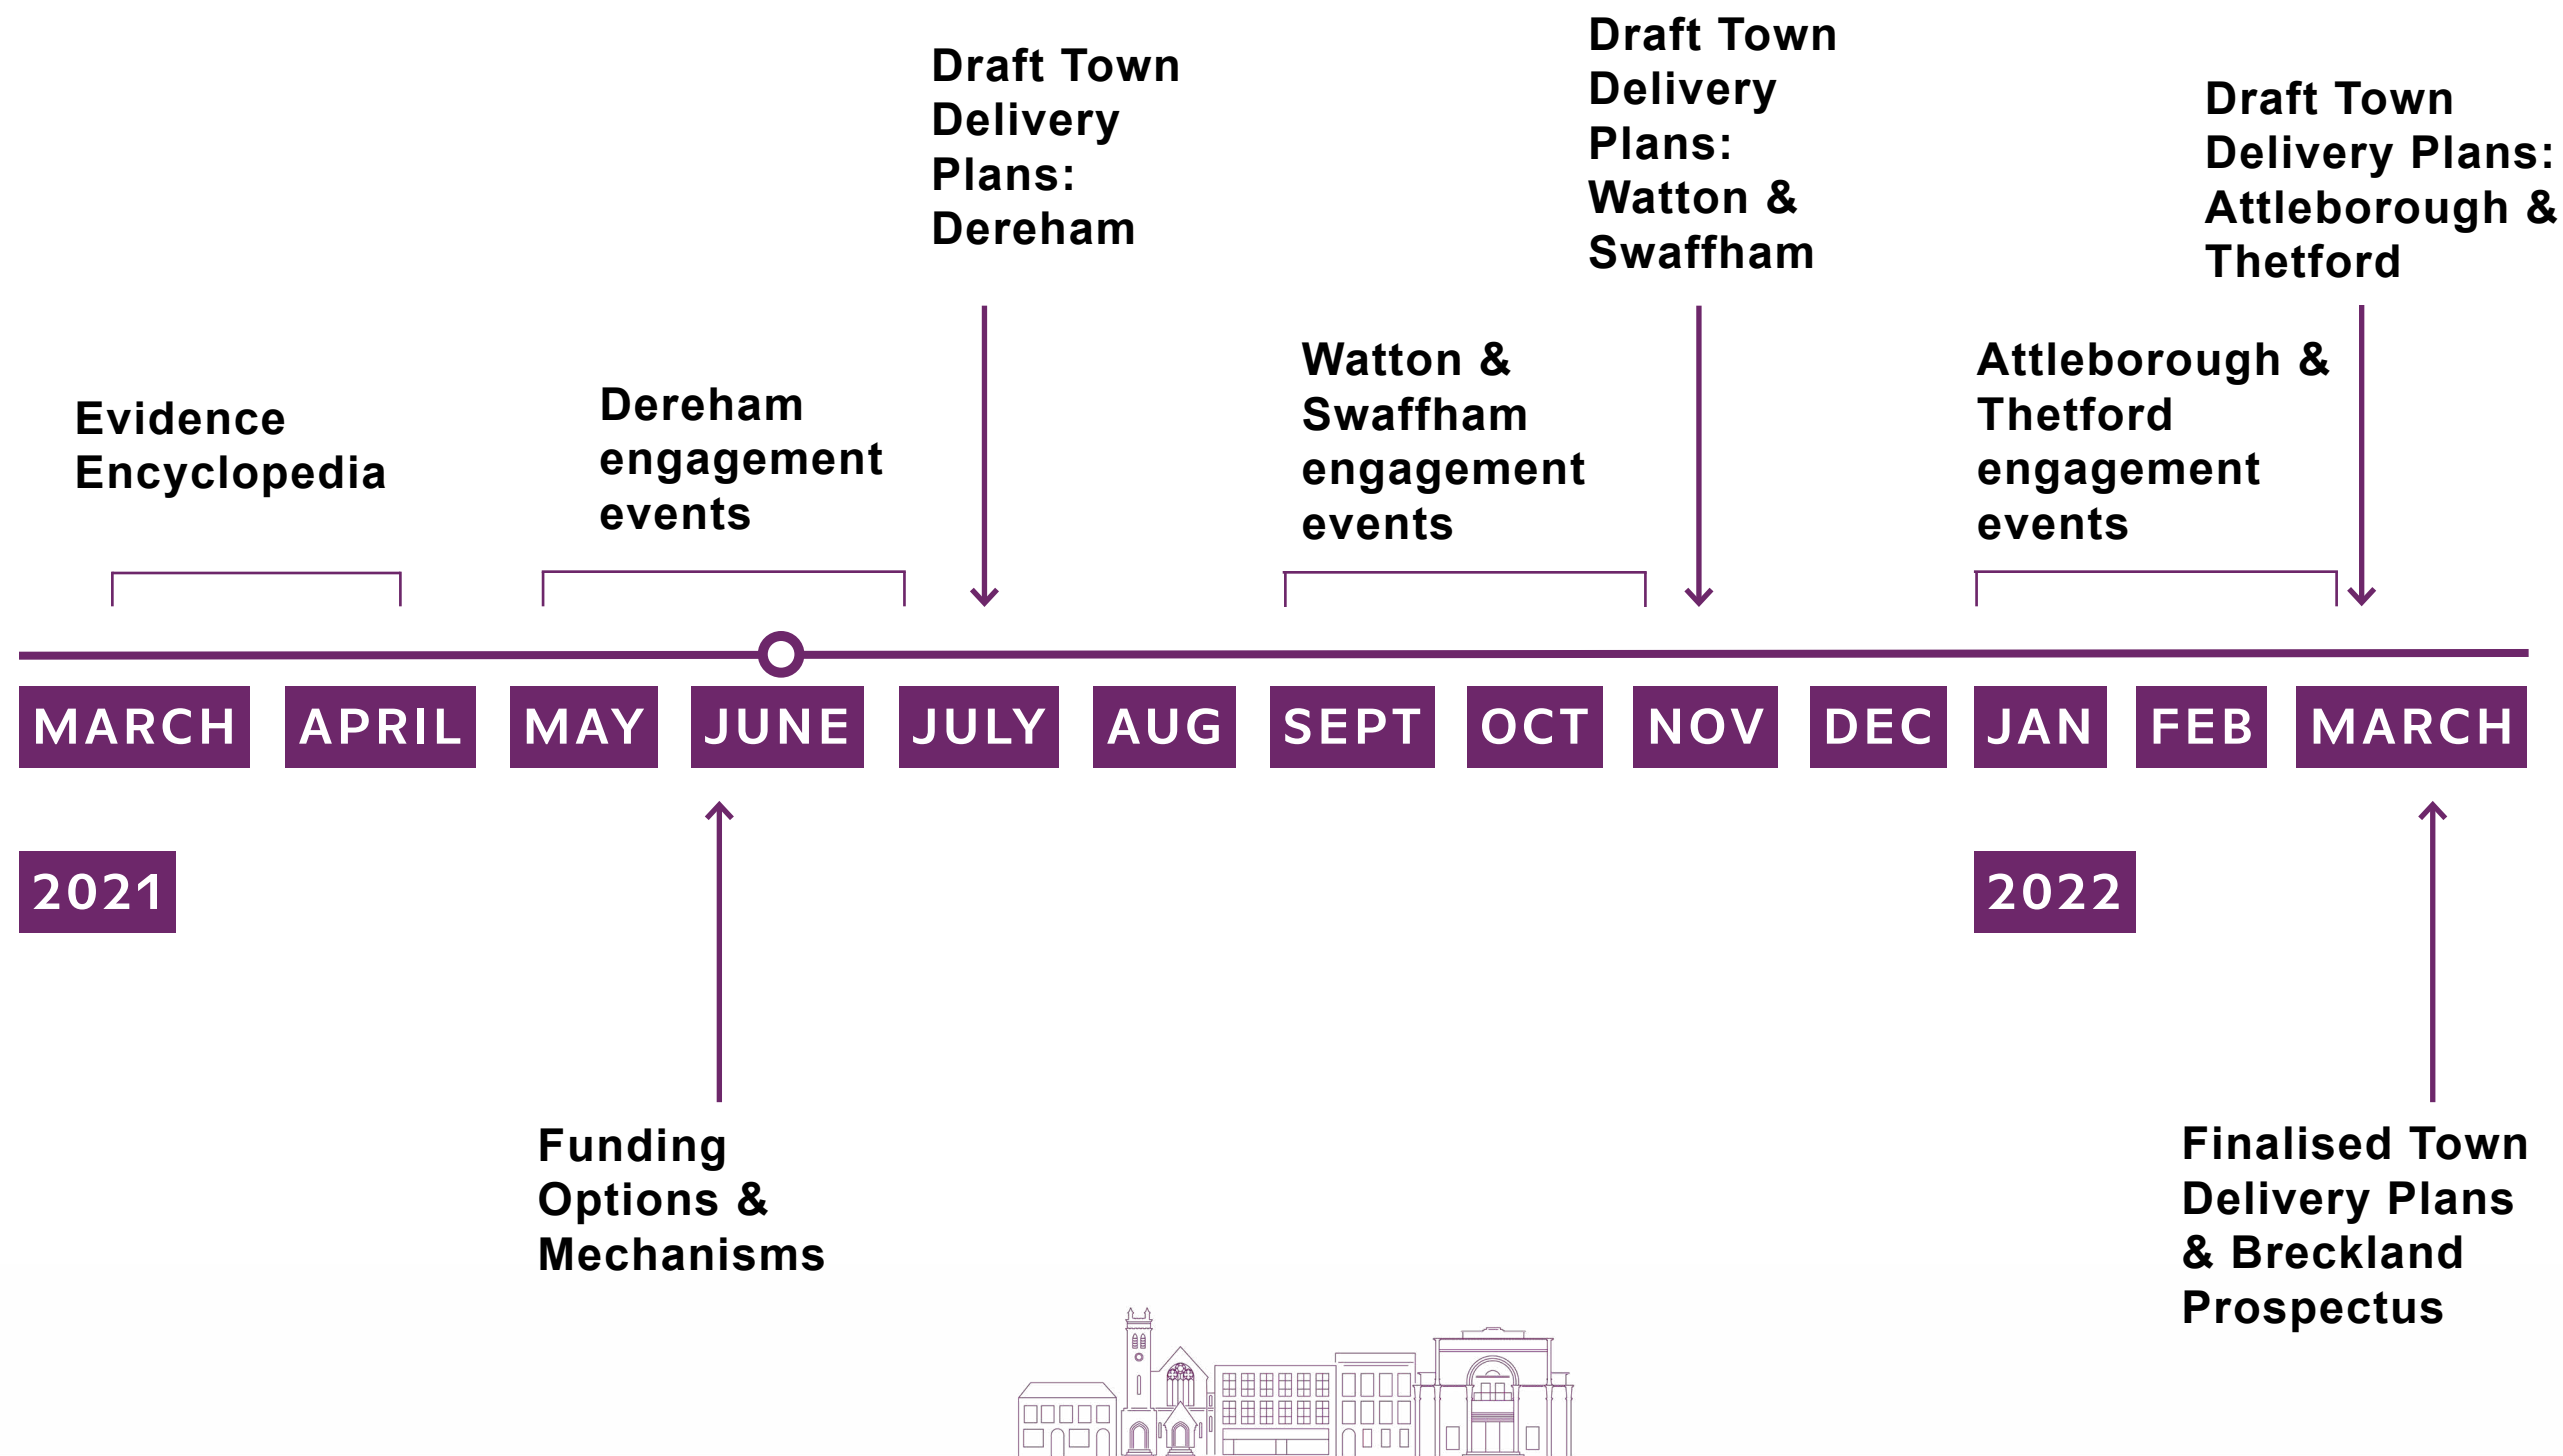 Draft Town
Delivery
Plans:
Dereham
Draft Town
Delivery
Plans:
Watton &
Swaffham
Draft Town
Delivery Plans:
Attleborough &
Thetford
Evidence
Encyclopedia
Dereham
engagement
events
Watton &
Swaffham
engagement
events
Attleborough &
Thetford
engagement
events
MARCH APRIL MAY JUNE JULY AUG SEPT OCT NOV DEC JAN FEB MARCH
2021 2022
Funding
Options &
Mechanisms
Finalised Town
Delivery Plans
& Breckland
Prospectus